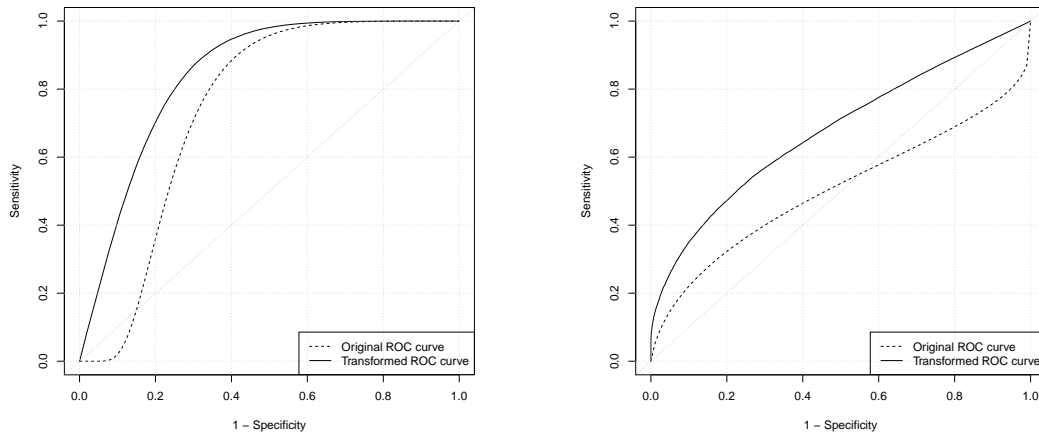 1.0
0.8
0.6
0.4
0.2
0.0
Sensitivity
0.0 0.2 0.4 0.6 0.8 1.0
1 − Specificity
Original ROC curve
Transformed ROC curve
1.0
0.8
0.6
0.4
0.2
0.0
Sensitivity
0.0 0.2 0.4 0.6 0.8 1.0
1 − Specificity
Original ROC curve
Transformed ROC curve